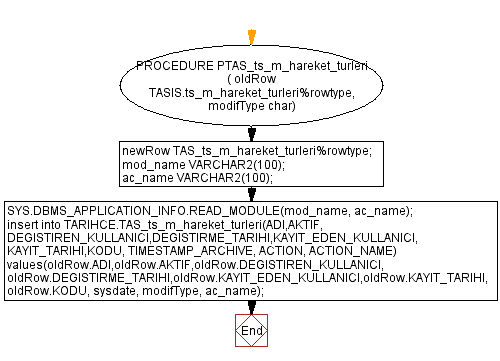 PROCEDURE PTAS_ts_m_hareket_turleri
( oldRow
TASIS.ts_m_hareket_turleri%rowtype,
modifType char)
newRow TAS_ts_m_hareket_turleri%rowtype;
mod_name VARCHAR2(100);
ac_name VARCHAR2(100);
SYS.DBMS_APPLICATION_INFO.READ_MODULE(mod_name, ac_name);
insert into TARIHCE.TAS_ts_m_hareket_turleri(ADI,AKTIF,
DEGISTIREN_KULLANICI,DEGISTIRME_TARIHI,KAYIT_EDEN_KULLANICI,
KAYIT_TARIHI,KODU, TIMESTAMP_ARCHIVE, ACTION, ACTION_NAME)
values(oldRow.ADI,oldRow.AKTIF,oldRow.DEGISTIREN_KULLANICI,
oldRow.DEGISTIRME_TARIHI,oldRow.KAYIT_EDEN_KULLANICI,oldRow.KAYIT_TARIHI,
oldRow.KODU, sysdate, modifType, ac_name);
End